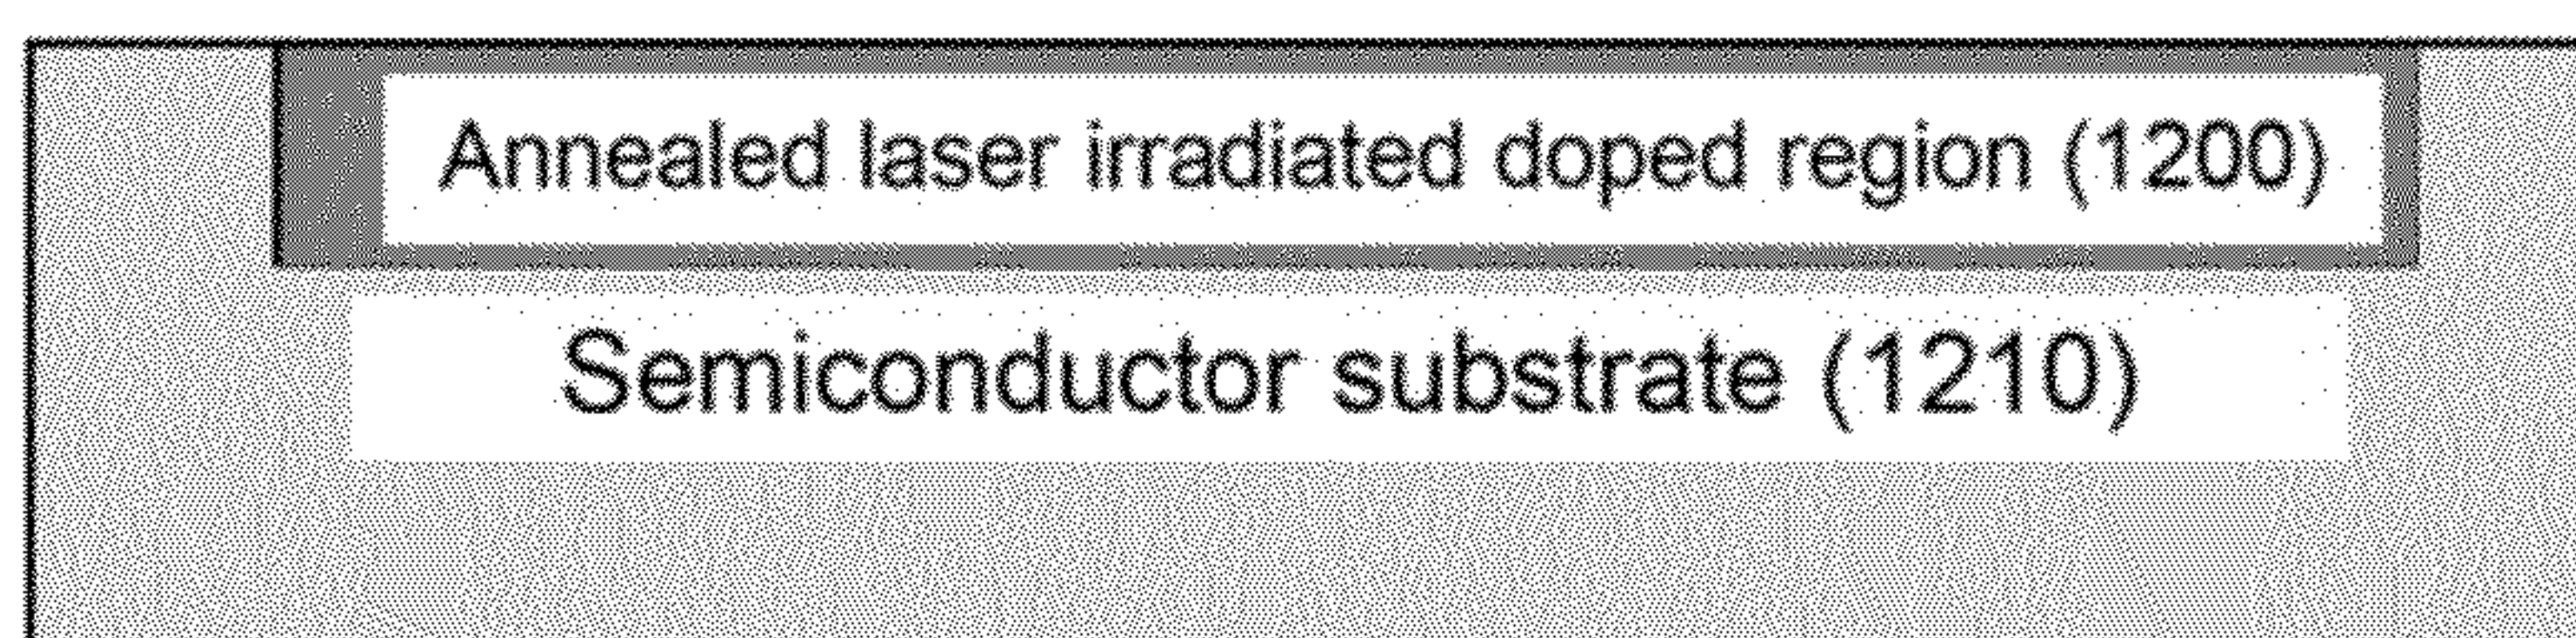 Annealed laser irradiated doped region (1200)
Semiconductor substrate (1210)